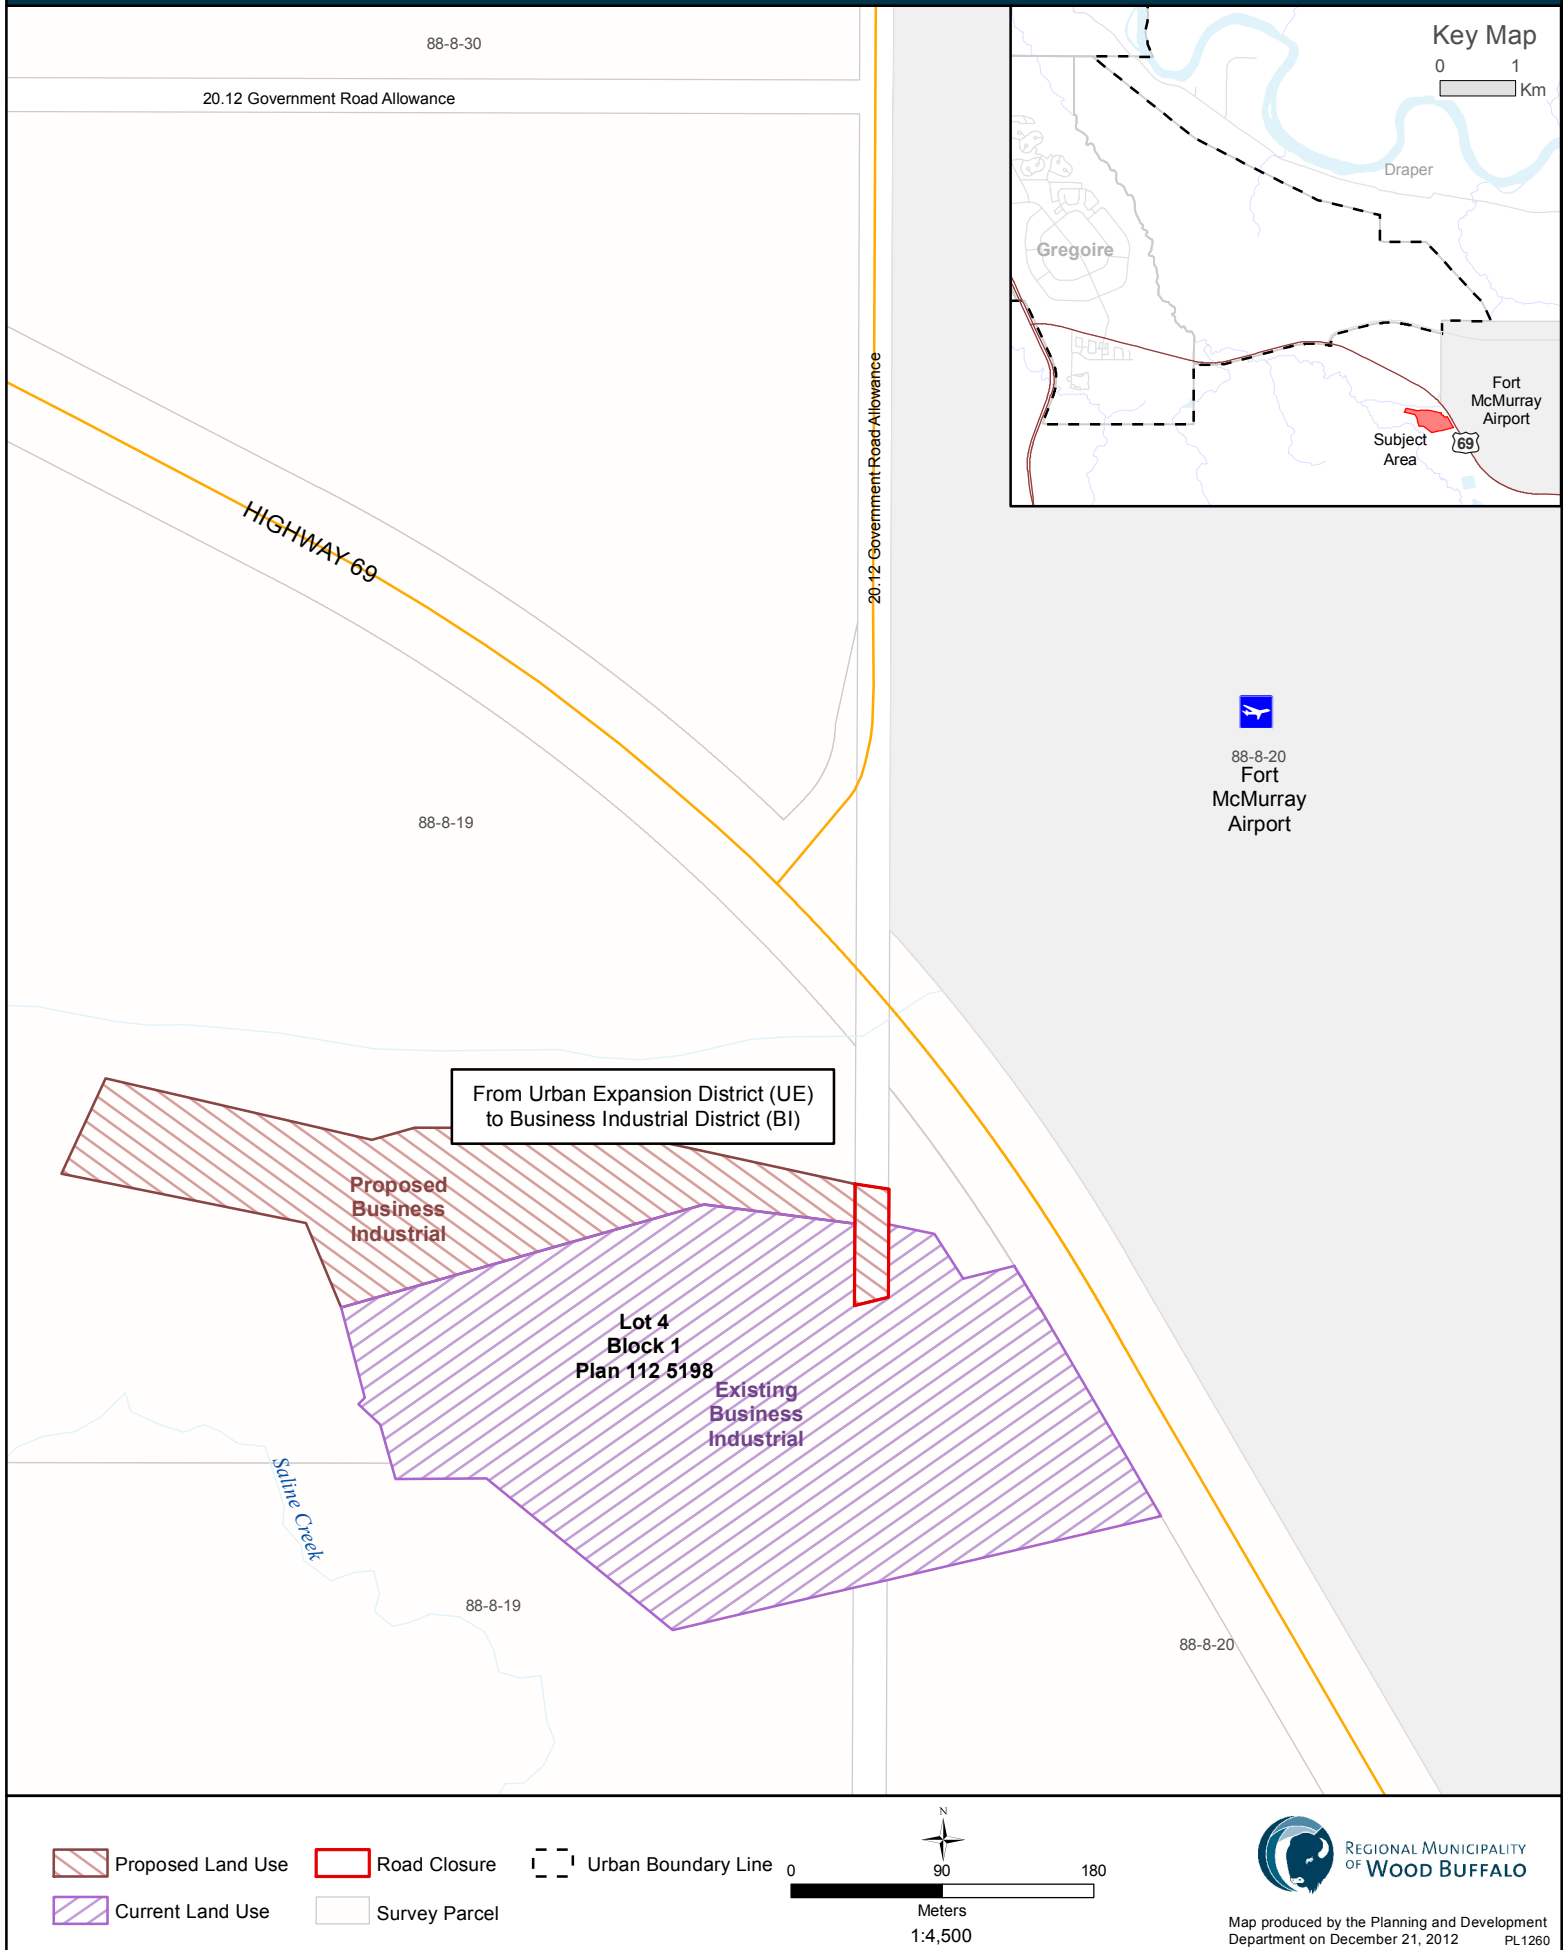 88-8-30
20.12 Government Road Allowance
Key Map
0 1
Km
Draper
Gregoire
Fort
McMurray
Airport
Subject
Area
69
20.12 Government Road Allowance
HIGHWAY 69
88-8-20
Fort
McMurray
Airport
88-8-19
From Urban Expansion District (UE)
to Business Industrial District (BI)
Proposed
Business
Industrial
Lot 4
Block 1
Plan 112 5198
Existing
Business
Industrial
Saline Creek
88-8-19
88-8-20
Proposed Land Use
Road Closure
Urban Boundary Line
Current Land Use
Survey Parcel
N
0 90 180
Meters
1:4,500
REGIONAL MUNICIPALITY
OF WOOD BUFFALO
Map produced by the Planning and Development
Department on December 21, 2012 PL1260